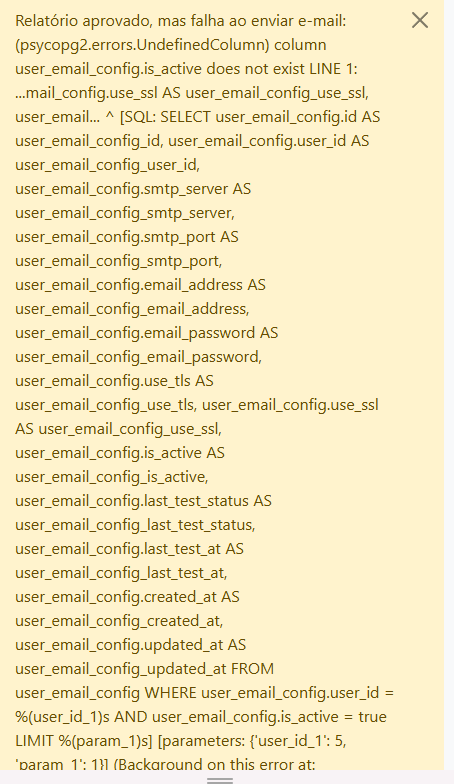 Relatório aprovado, mas falha ao enviar e-mail:
(psycopg2.errors.UndefinedColumn) column
user_email_config.is_active does not exist LINE 1:
...mail_config.use_ssl AS user_email_config_use_ssl,
user_email... ^ [SQL: SELECT user_email_config.id AS
user_email_config_id, user_email_config.user_id AS
user_email_config_user_id,
user_email_config.smtp_server AS
user_email_config_smtp_server,
user_email_config.smtp_port AS
user_email_config_smtp_port,
user_email_config.email_address AS
user_email_config_email_address,
user_email_config.email_password AS
user_email_config_email_password,
user_email_config.use_tls AS
user_email_config_use_tls, user_email_config.use_ssl
AS user_email_config_use_ssl,
user_email_config.is_active AS
user_email_config_is_active,
user_email_config.last_test_status AS
user_email_config_last_test_status,
user_email_config.last_test_at AS
user_email_config_last_test_at,
user_email_config.created_at AS
user_email_config_created_at,
user_email_config.updated_at AS
user_email_config_updated_at FROM
user_email_config WHERE user_email_config.user_id =
%(user_id_1)s AND user_email_config.is_active = true
LIMIT %(param_1)s] [parameters: {'user_id_1': 5,
'param_1': 1}] (Background on this error at: